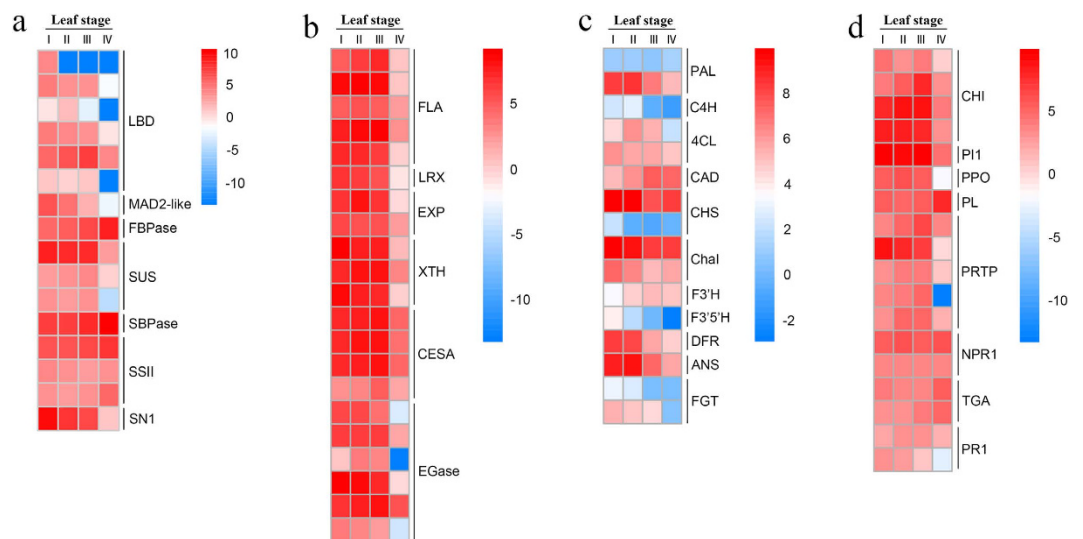 a
Leaf stage
I II III IV
LBD
MAD2-like
FBPase
SUS
SBPase
SSII
SN1
10
5
0
-5
-10
b
Leaf stage
I II III IV
FLA
LRX
EXP
XTH
CESA
EGase
5
0
-5
-10
c
Leaf stage
I II III IV
PAL
C4H
4CL
CAD
CHS
ChaI
F3'H
F3'5'H
DFR
ANS
FGT
8
6
4
2
0
-2
d
Leaf stage
I II III IV
CHI
PI1
PPO
PL
PRTP
NPR1
TGA
PR1
5
0
-5
-10